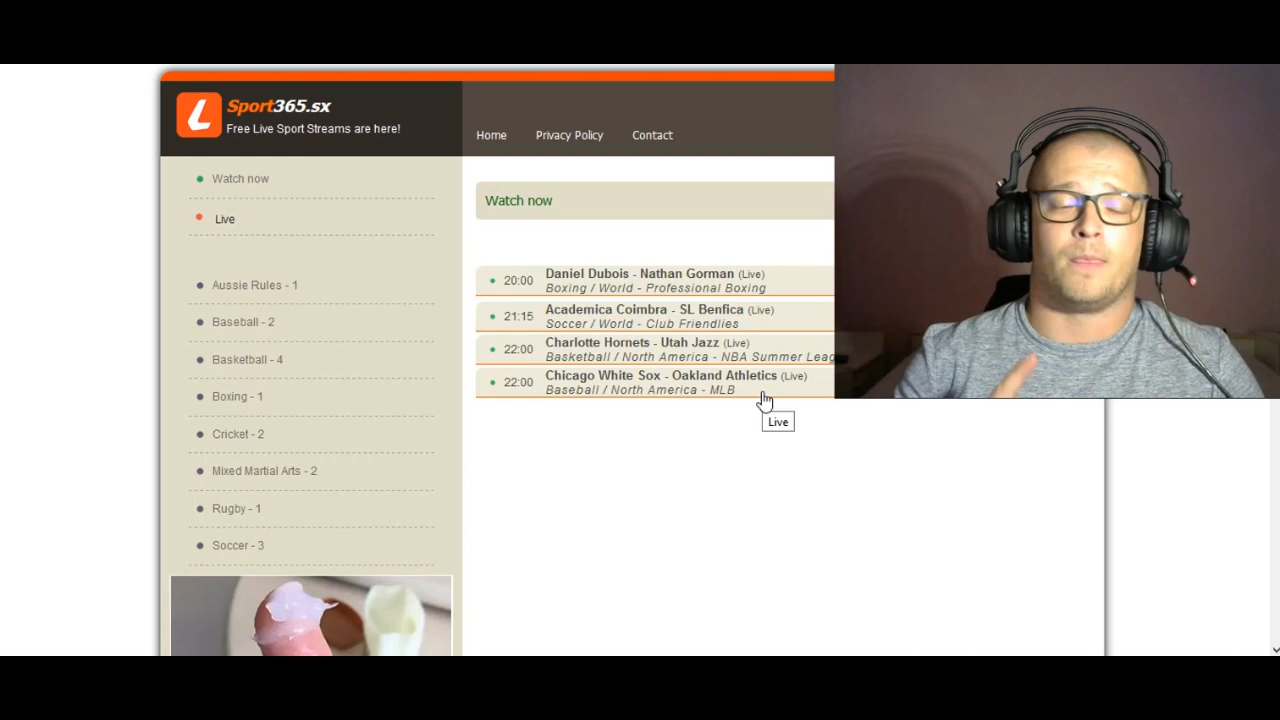 Sport365.sx
Free Live Sport Streams are here!
Home Privacy Policy Contact
Watch now
Live
Aussie Rules - 1
Baseball - 2
Basketball - 4
Boxing - 1
Cricket - 2
Mixed Martial Arts - 2
Rugby - 1
Soccer - 3
Watch now
20:00 Daniel Dubois - Nathan Gorman (Live)
Boxing / World - Professional Boxing
21:15 Academica Coimbra - SL Benfica (Live)
Soccer / World - Club Friendlies
22:00 Charlotte Hornets - Utah Jazz (Live)
Basketball / North America - NBA Summer Leag
22:00 Chicago White Sox - Oakland Athletics (Live)
Baseball / North America - MLB
Live